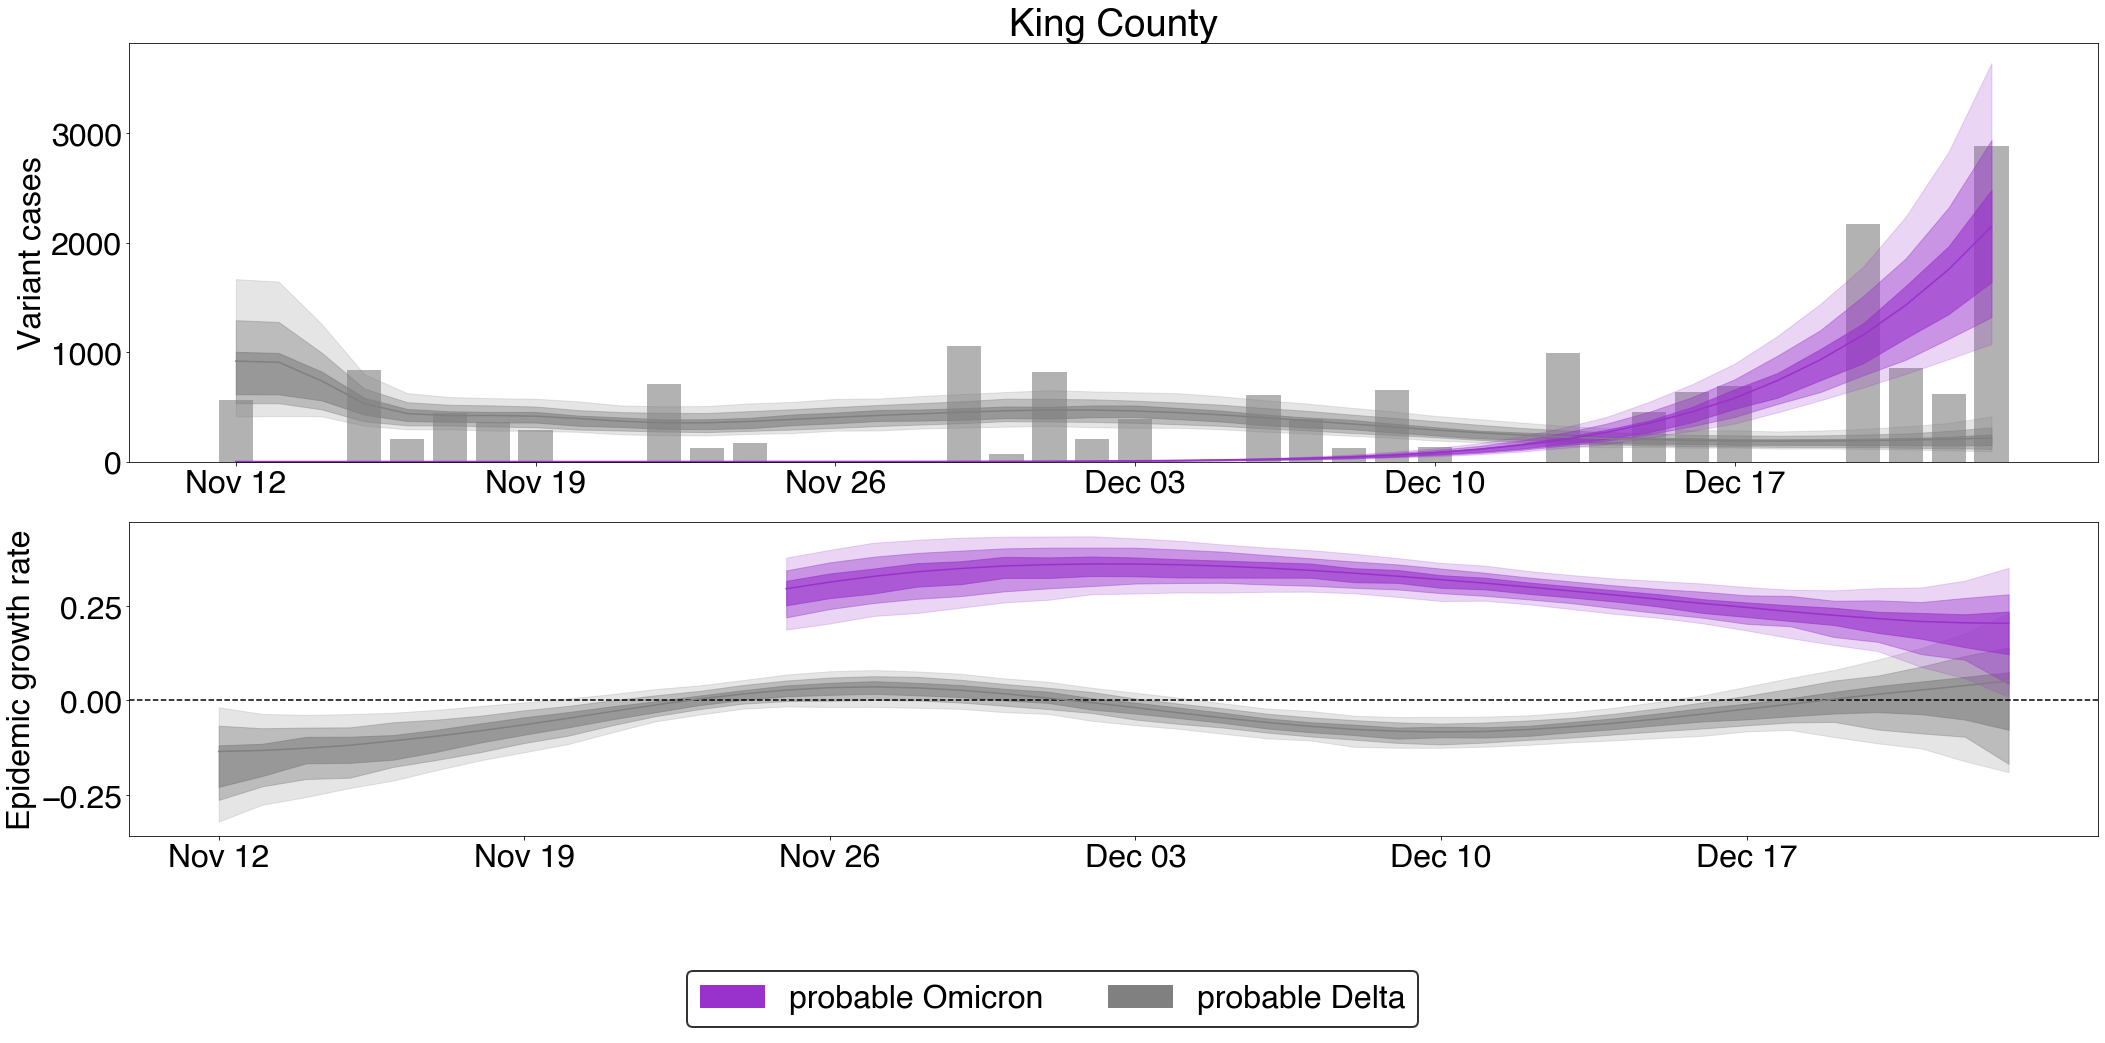 King County
Variant cases
3000
2000
1000
0
Nov 12 Nov 19 Nov 26 Dec 03 Dec 10 Dec 17
Epidemic growth rate
0.25
0.00
−0.25
Nov 12 Nov 19 Nov 26 Dec 03 Dec 10 Dec 17
probable Omicron probable Delta